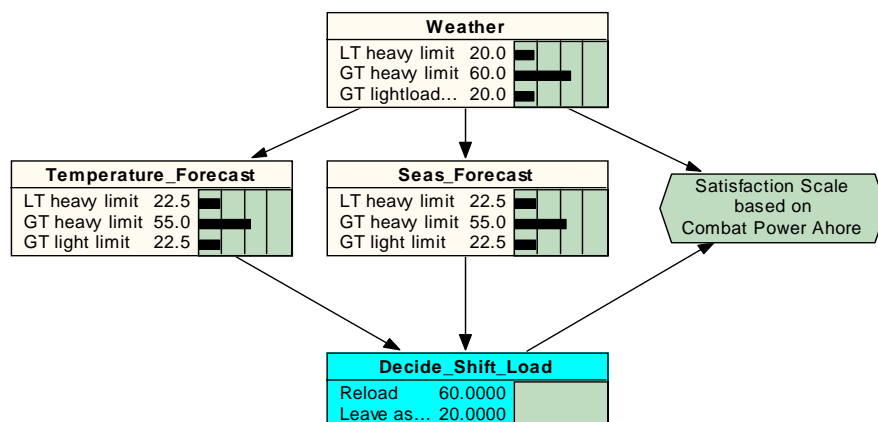 Weather
LT heavy limit 20.0
GT heavy limit 60.0
GT lightload... 20.0
Temperature_Forecast
LT heavy limit 22.5
GT heavy limit 55.0
GT light limit 22.5
Seas_Forecast
LT heavy limit 22.5
GT heavy limit 55.0
GT light limit 22.5
Satisfaction Scale
based on
Combat Power Ahore
Decide_Shift_Load
Reload 60.0000
Leave as... 20.0000